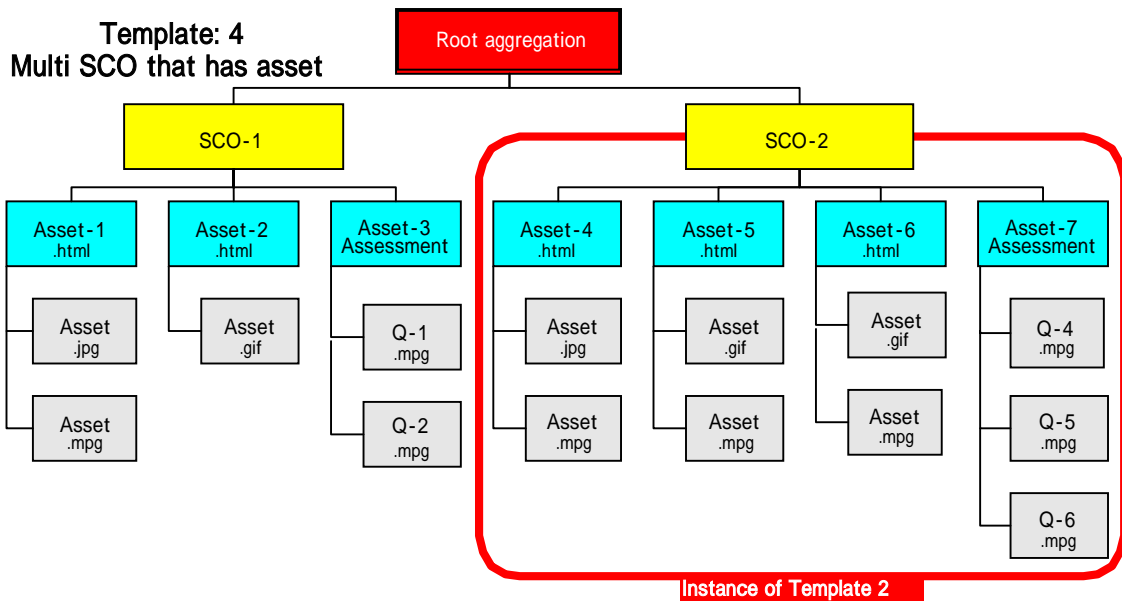 Template: 4
Multi SCO that has asset
Root aggregation
SCO-1
SCO-2
Asset-1
.html
Asset-2
.html
Asset-3
Assessment
Asset-4
.html
Asset-5
.html
Asset-6
.html
Asset-7
Assessment
Asset
.jpg
Asset
.gif
Q-1
.mpg
Asset
.jpg
Asset
.gif
Asset
.gif
Q-4
.mpg
Asset
.mpg
Q-2
.mpg
Asset
.mpg
Asset
.mpg
Asset
.mpg
Q-5
.mpg
Q-6
.mpg
Instance of Template 2